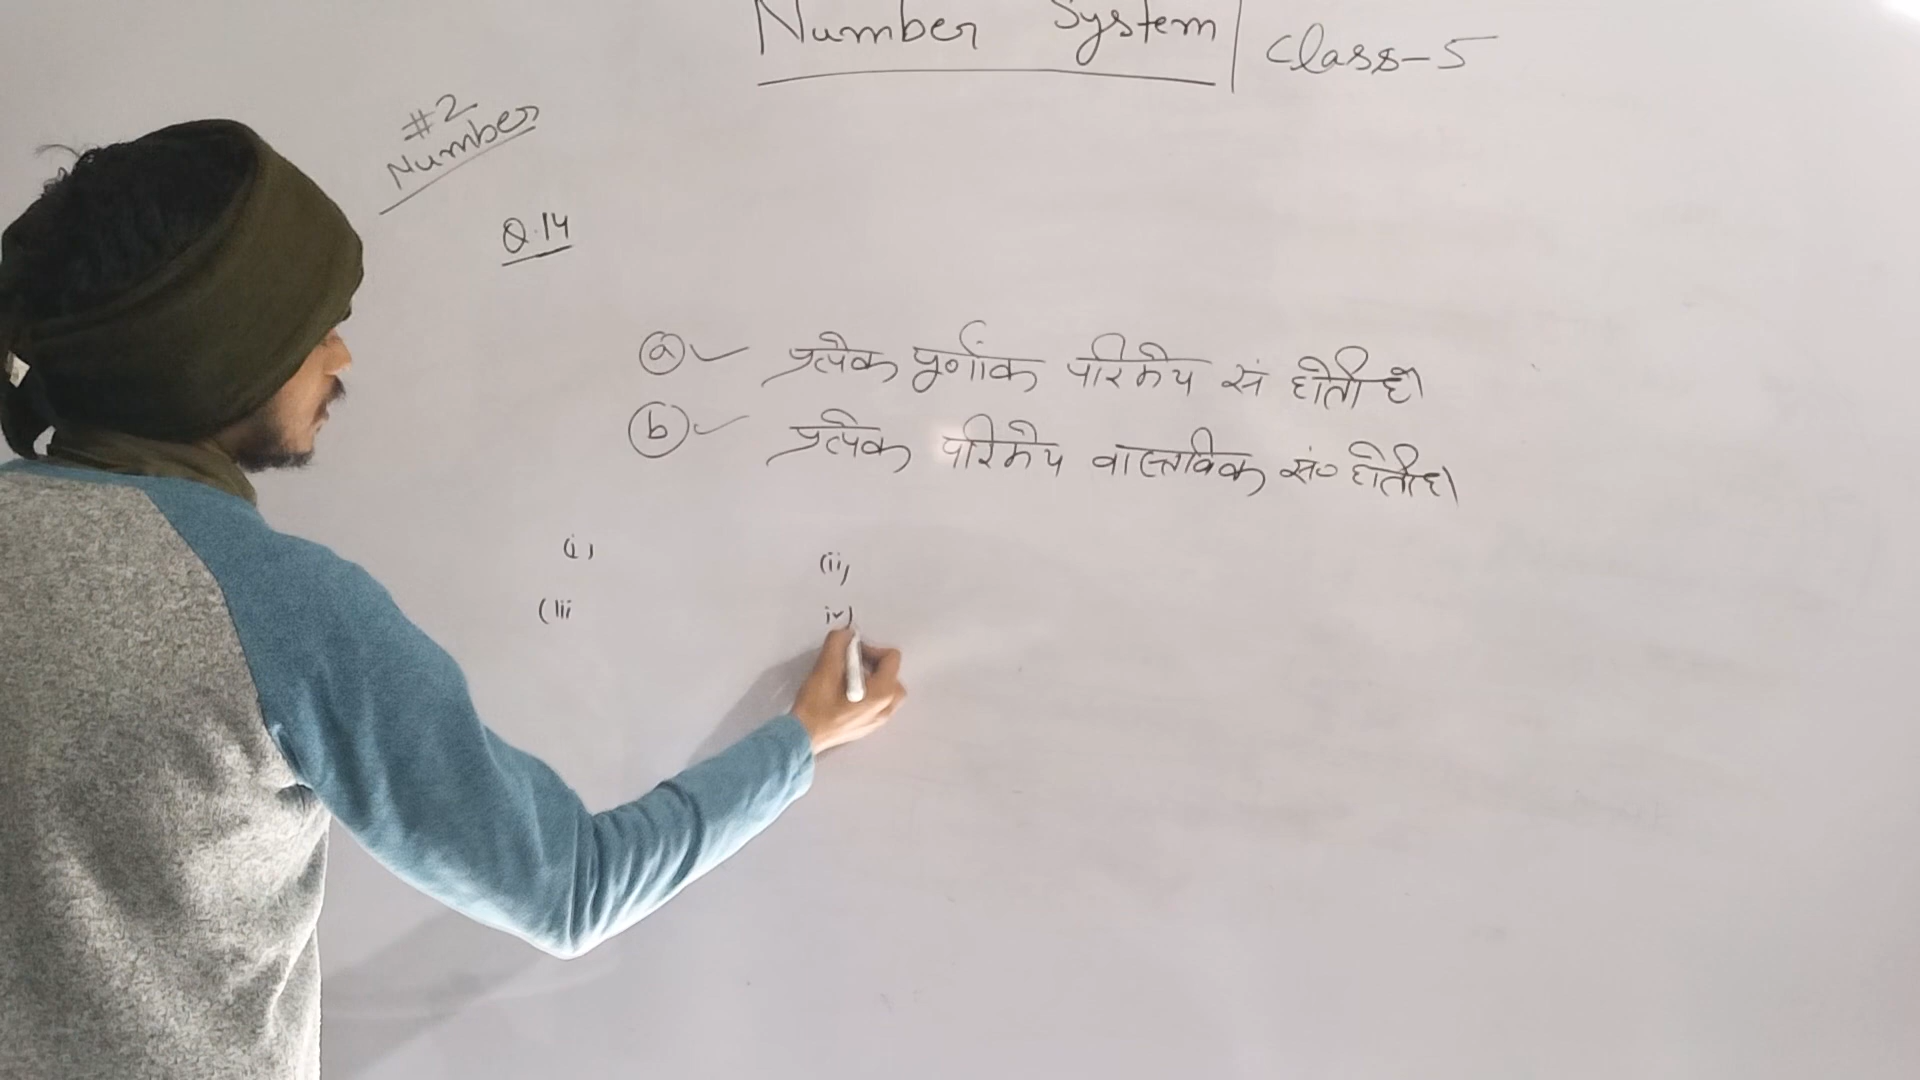 Number System | Class-5
#2
Number
Q.14
(a) ✓ प्रत्येक पूर्णांक परिमेय सं होती है।
(b) ✓ प्रत्येक परिमेय वास्तविक सं० होती है।
(i) (ii)
(iii iv)